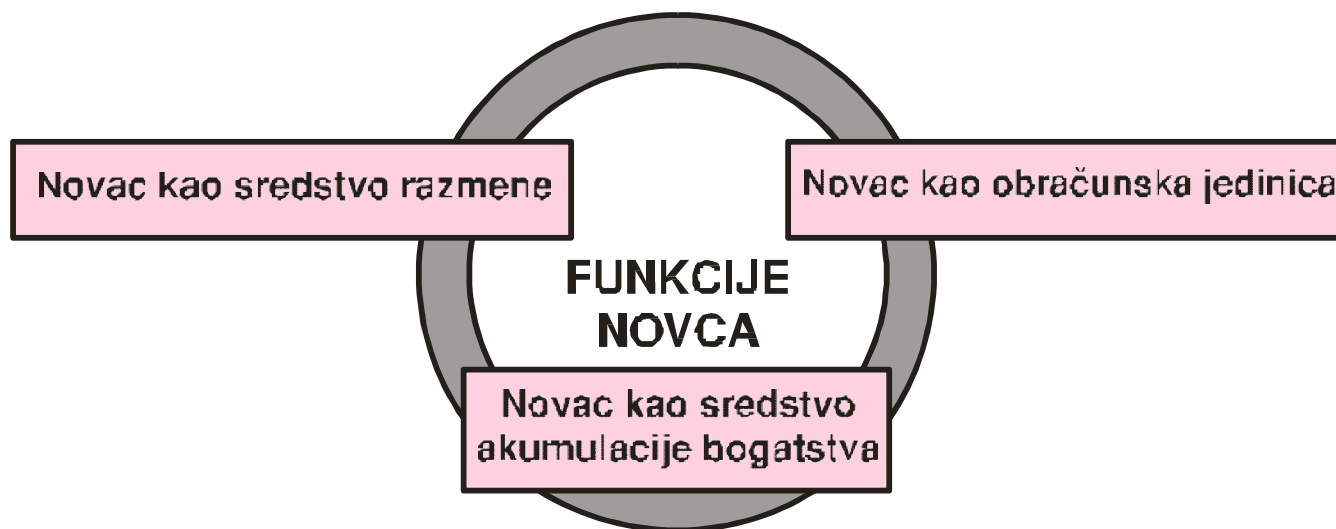 Novac kao sredstvo razmene
Novac kao obračunska jedinica
FUNKCIJE
NOVCA
Novac kao sredstvo
akumulacije bogatstva